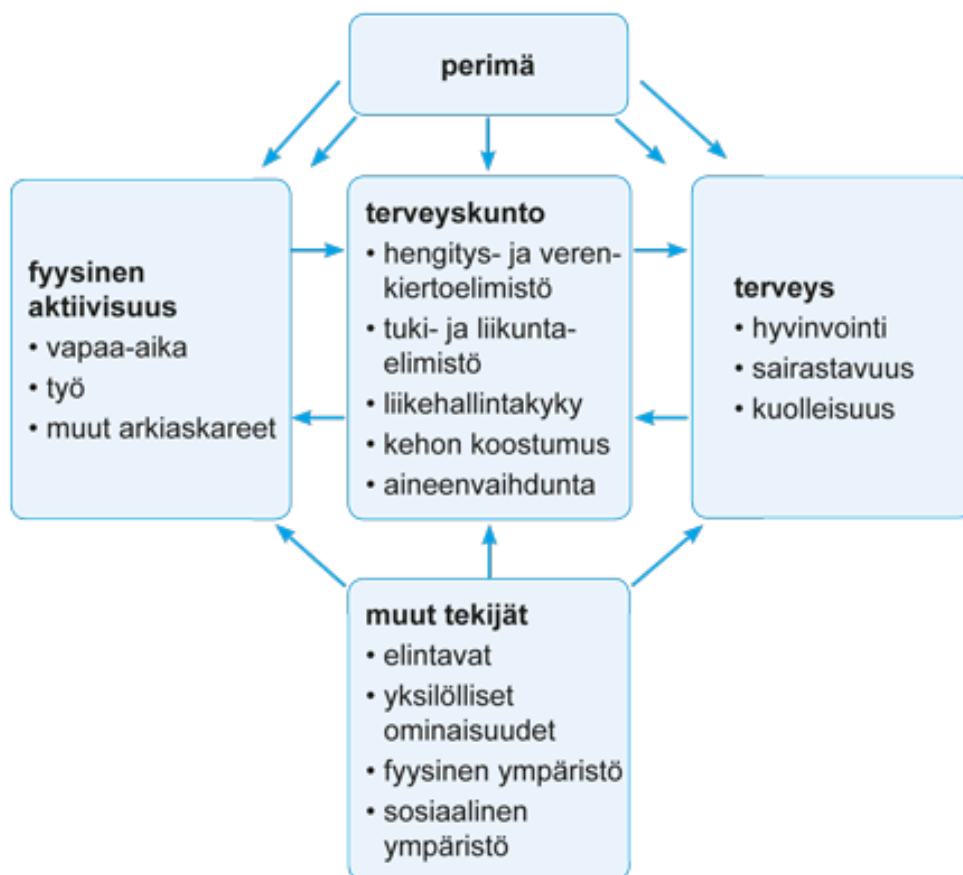 perimä
fyysinen
aktiivisuus
• vapaa-aika
• työ
• muut arkiaskareet
terveyskunto
• hengitys- ja veren-
kiertoelimistö
• tuki- ja liikunta-
elimistö
• liikehallintakyky
• kehon koostumus
• aineenvaihdunta
terveys
• hyvinvointi
• sairastavuus
• kuolleisuus
muut tekijät
• elintavat
• yksilölliset
ominaisuudet
• fyysinen ympäristö
• sosiaalinen
ympäristö